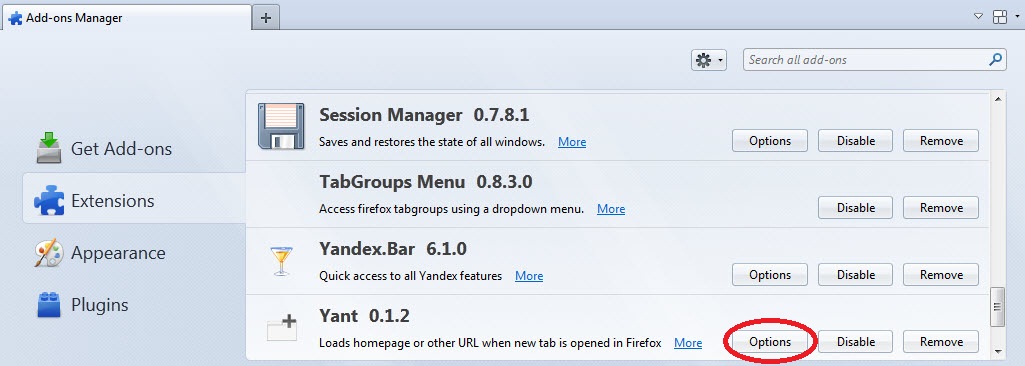 Add-ons Manager
Search all add-ons
Get Add-ons
Extensions
Appearance
Plugins
Session Manager 0.7.8.1
Saves and restores the state of all windows. More
Options Disable Remove
TabGroups Menu 0.8.3.0
Access firefox tabgroups using a dropdown menu. More
Disable Remove
Yandex.Bar 6.1.0
Quick access to all Yandex features More
Options Disable Remove
Yant 0.1.2
Loads homepage or other URL when new tab is opened in Firefox More
Options Disable Remove